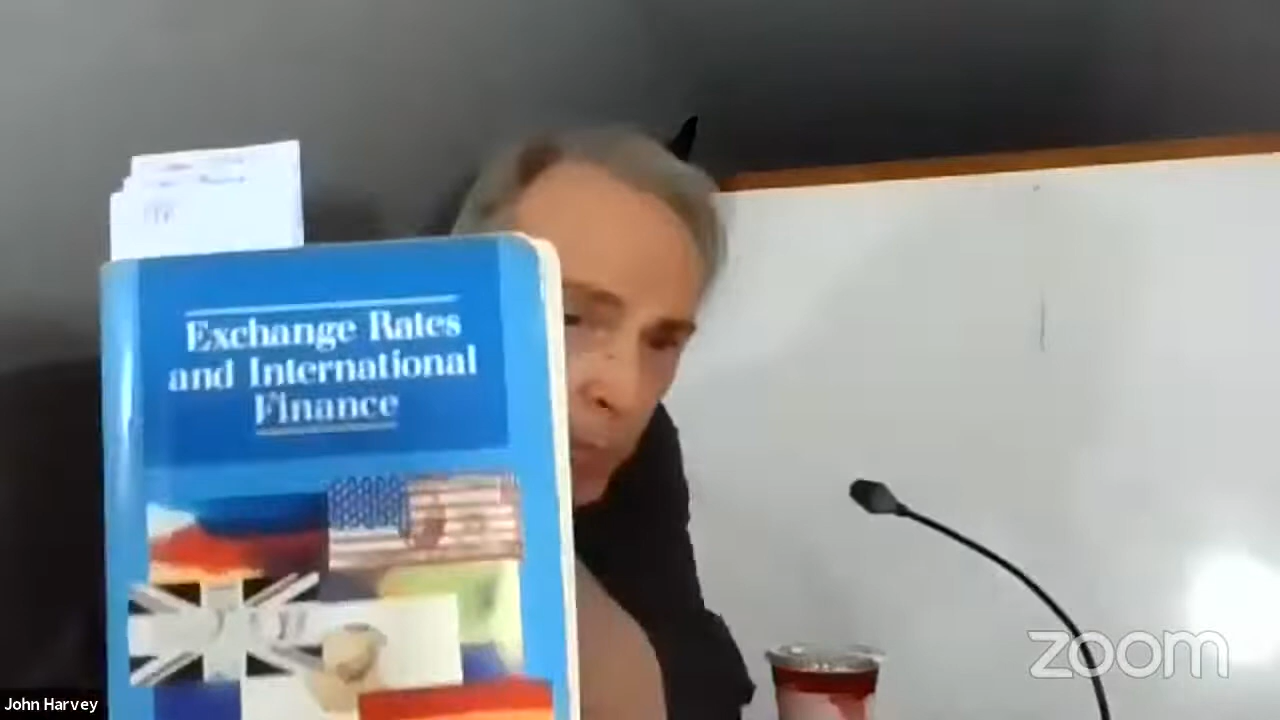 Exchange Rates
and International
Finance
John Harvey
zoom